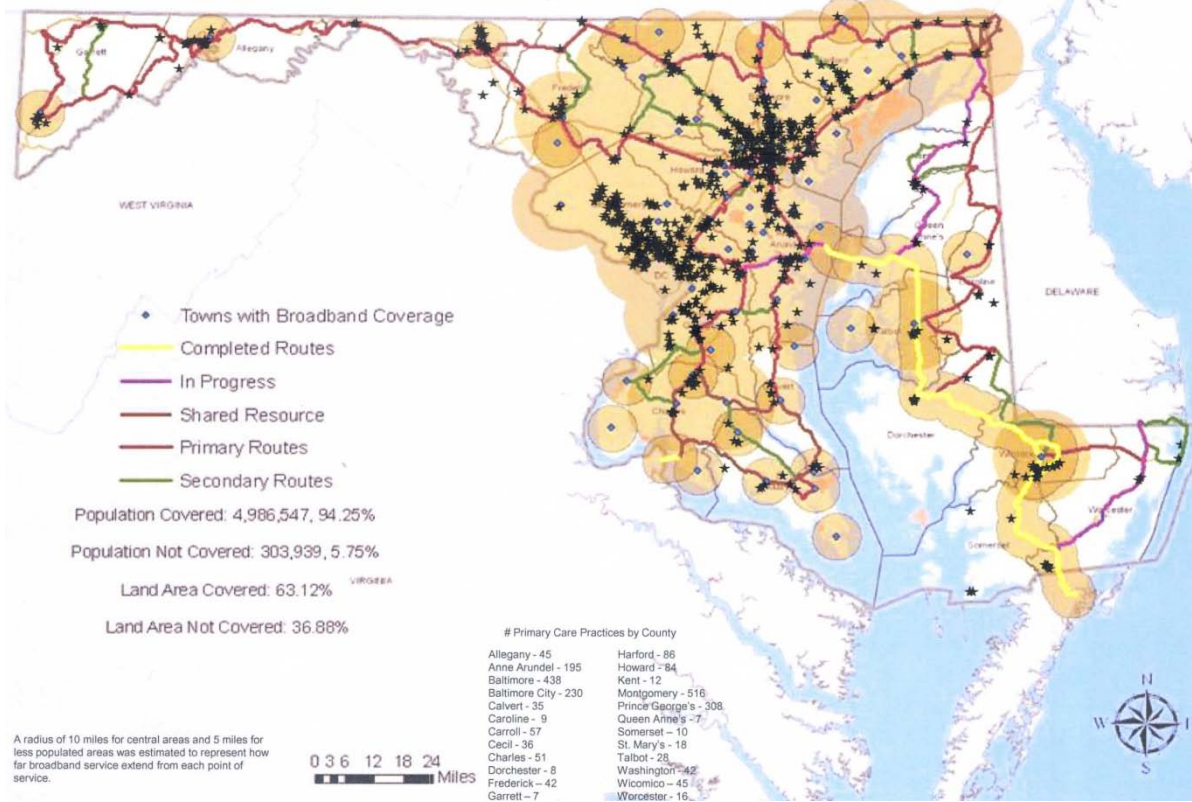 Garrett
Allegany
Howard
WEST VIRGINIA
DC
Queen
Anne's
DELAWARE
Dorchester
Worcester
Somerset
Towns with Broadband Coverage
Completed Routes
In Progress
Shared Resource
Primary Routes
Secondary Routes
Population Covered: 4,986,547, 94.25%
Population Not Covered: 303,939, 5.75%
Land Area Covered: 63.12%
VIRGINIA
Land Area Not Covered: 36.88%
# Primary Care Practices by County
Allegany - 45
Anne Arundel - 195
Baltimore - 438
Baltimore City - 230
Calvert - 35
Caroline - 9
Carroll - 57
Cecil - 36
Charles - 51
Dorchester - 8
Frederick - 42
Garrett – 7
Harford - 86
Howard - 84
Kent - 12
Montgomery - 516
Prince George's - 308
Queen Anne's - 7
Somerset – 10
St. Mary's - 18
Talbot - 28
Washington - 42
Wicomico – 45
Worcester - 16
A radius of 10 miles for central areas and 5 miles for
less populated areas was estimated to represent how
far broadband service extend from each point of
service.
0 3 6 12 18 24
Miles
N
W
S